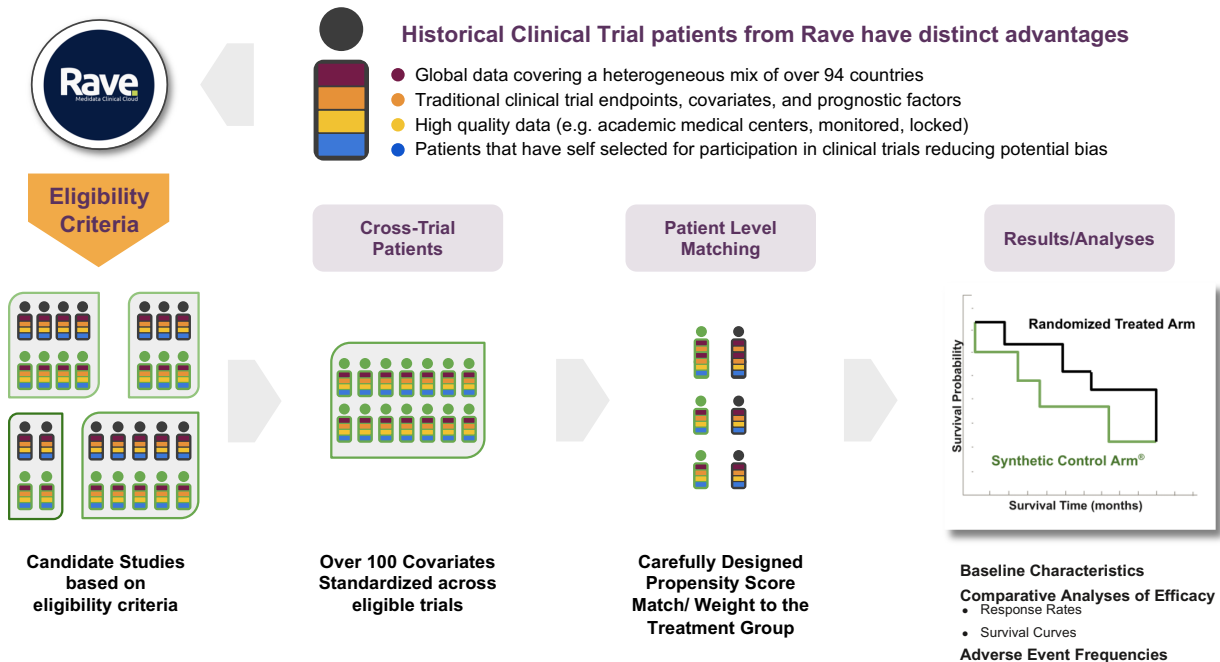 Rave
Medidata Clinical Cloud
Historical Clinical Trial patients from Rave have distinct advantages
Global data covering a heterogeneous mix of over 94 countries
Traditional clinical trial endpoints, covariates, and prognostic factors
High quality data (e.g. academic medical centers, monitored, locked)
Patients that have self selected for participation in clinical trials reducing potential bias
Eligibility
Criteria
Cross-Trial
Patients
Patient Level
Matching
Results/Analyses
Survival Probability
Randomized Treated Arm
Synthetic Control Arm®
Survival Time (months)
Candidate Studies
based on
eligibility criteria
Over 100 Covariates
Standardized across
eligible trials
Carefully Designed
Propensity Score
Match/ Weight to the
Treatment Group
Baseline Characteristics
Comparative Analyses of Efficacy
• Response Rates
• Survival Curves
Adverse Event Frequencies